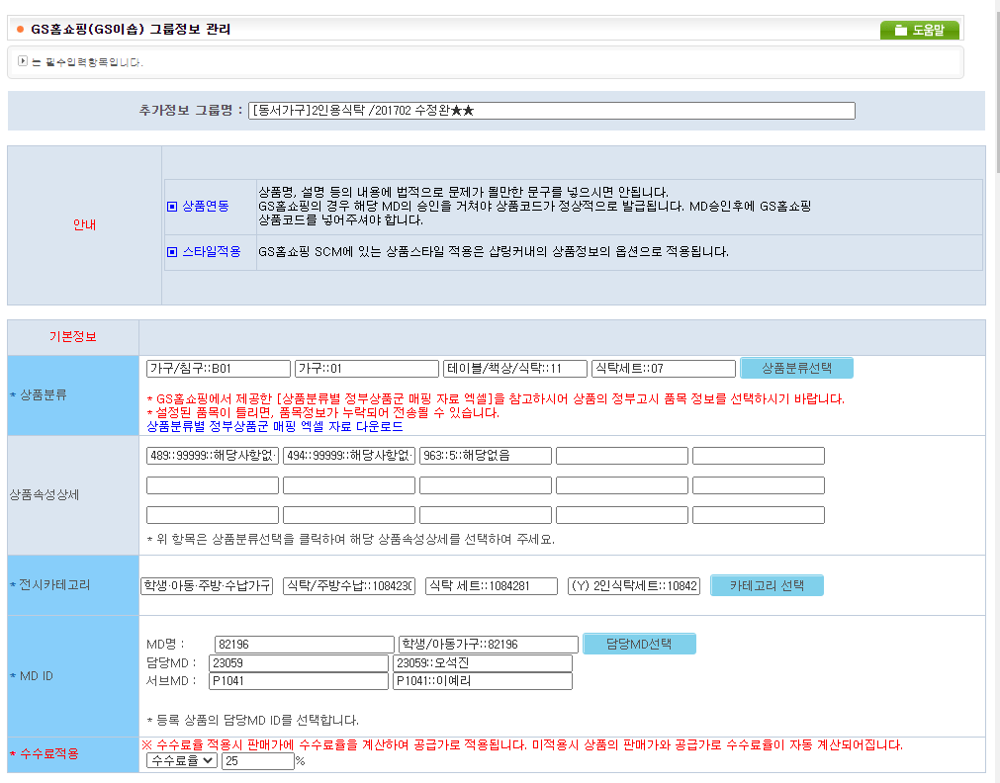 GS홈쇼핑(GS이숍) 그룹정보 관리
도움말
는 필수입력항목입니다.
추가정보 그룹명 : [동서가구]2인용식탁 /201702 수정완★★
안내
상품연동
상품명, 설명 등의 내용에 법적으로 문제가 될만한 문구를 넣으시면 안됩니다.
GS홈쇼핑의 경우 해당 MD의 승인을 거쳐야 상품코드가 정상적으로 발급됩니다. MD승인후에 GS홈쇼핑
상품코드를 넣어주셔야 합니다.
스타일적용
GS홈쇼핑 SCM에 있는 상품스타일 적용은 샵링커내의 상품정보의 옵션으로 적용됩니다.
기본정보
* 상품분류
가구/침구::B01 가구::01 테이블/책상/식탁::11 식탁세트::07 상품분류선택
* GS홈쇼핑에서 제공한 [상품분류별 정부상품군 매핑 자료 엑셀]을 참고하시어 상품의 정부고시 품목 정보를 선택하시기 바랍니다.
* 설정된 품목이 틀리면, 품목정보가 누락되어 전송될 수 있습니다.
상품분류별 정부상품군 매핑 엑셀 자료 다운로드
상품속성상세
489::99999::해당사항없 494::99999::해당사항없 963::5::해당없음
* 위 항목은 상품분류선택을 클릭하여 해당 상품속성상세를 선택하여 주세요.
* 전시카테고리
학생·아동·주방·수납가구 식탁/주방수납::1084230 식탁 세트::1084281 (Y) 2인식탁세트::10842 카테고리 선택
* MD ID
MD명 : 82196 학생/아동가구::82196 담당MD선택
담당MD : 23059 23059::오석진
서브MD : P1041 P1041::이예리
* 등록 상품의 담당MD ID를 선택합니다.
* 수수료적용
※ 수수료율 적용시 판매가에 수수료율을 계산하여 공급가로 적용됩니다. 미적용시 상품의 판매가와 공급가로 수수료율이 자동 계산되어집니다.
수수료율 25 %